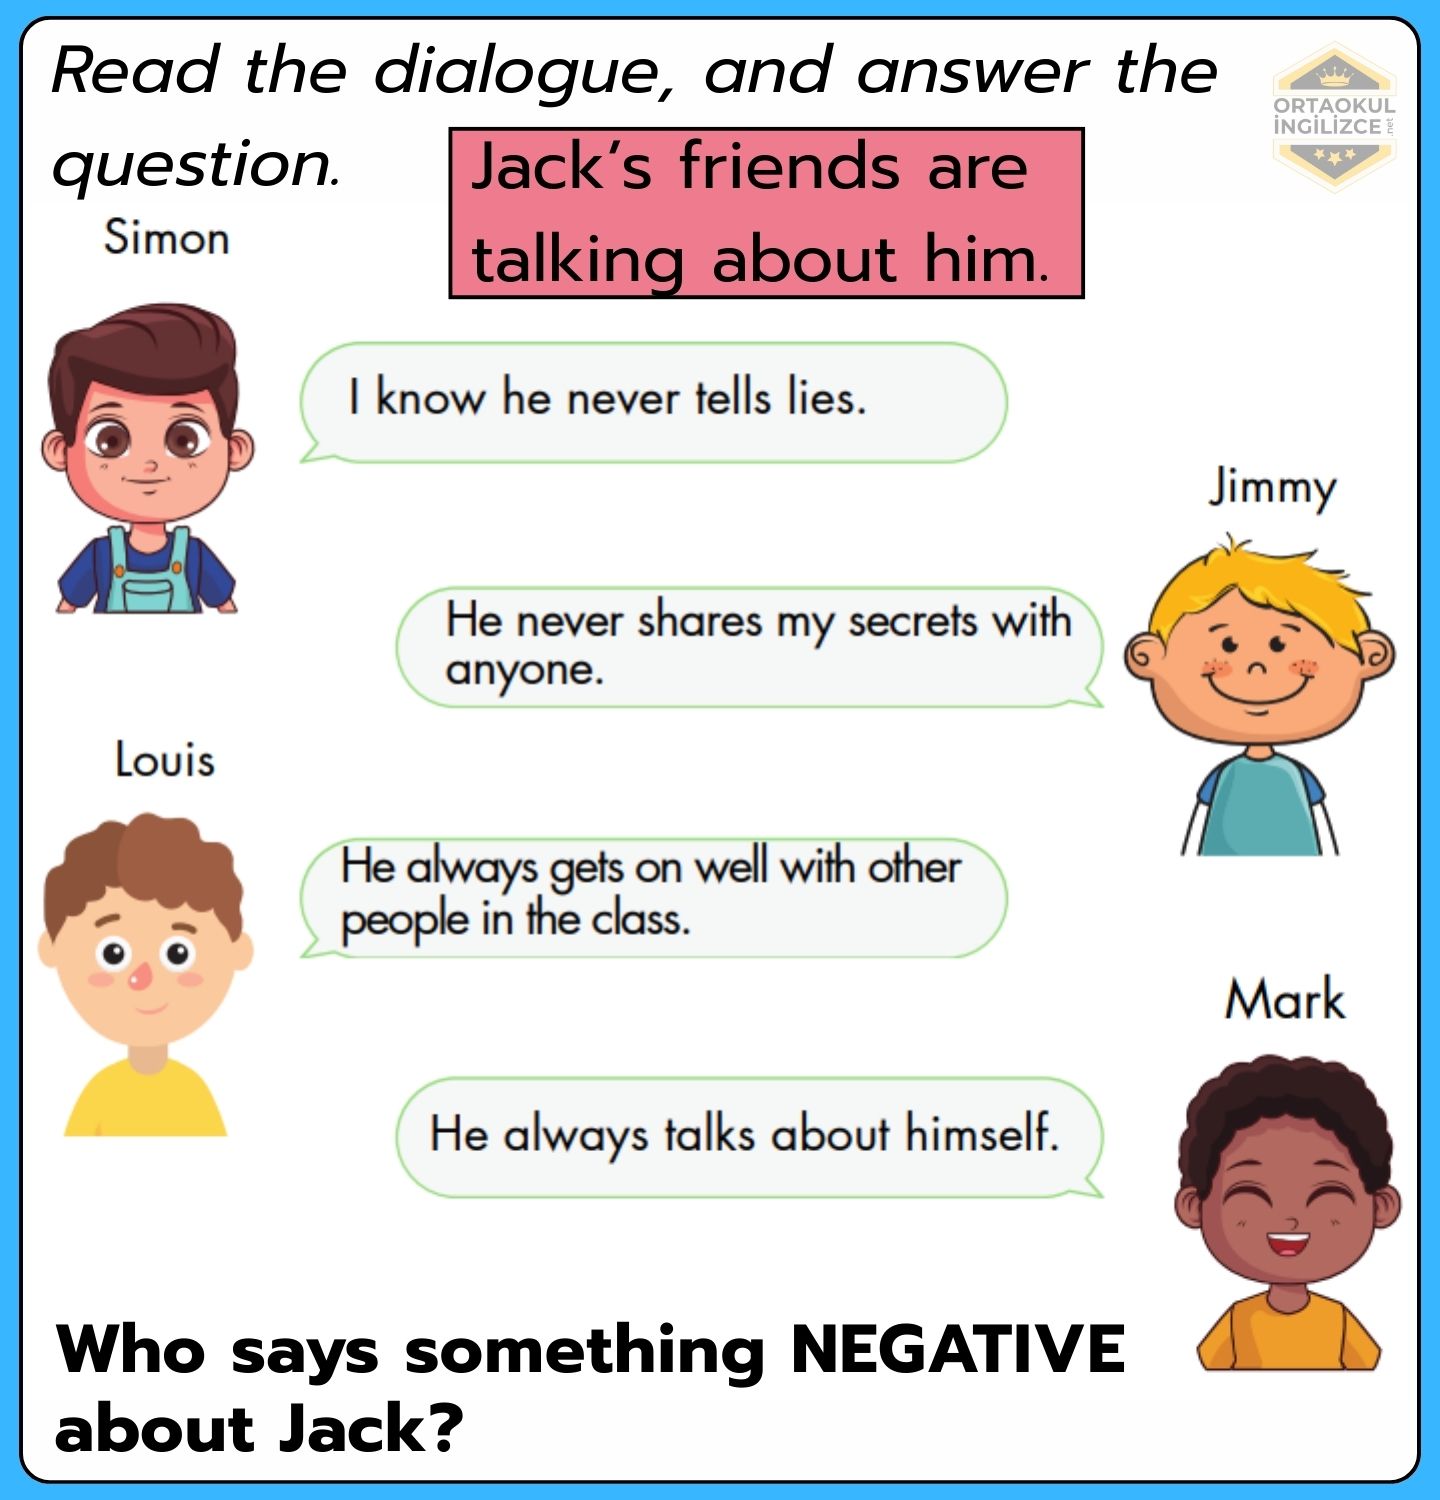 Read the dialogue, and answer the
question.
ORTAOKUL
İNGİLİZCE.net
Jack’s friends are
talking about him.
Simon
I know he never tells lies.
Jimmy
He never shares my secrets with
anyone.
Louis
He always gets on well with other
people in the class.
Mark
He always talks about himself.
Who says something NEGATIVE
about Jack?